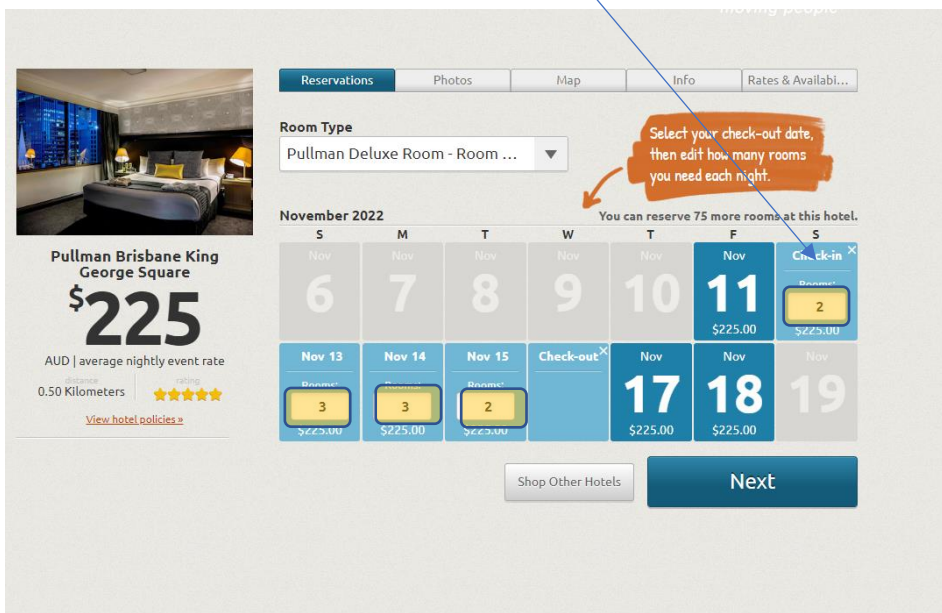 moving people
Reservations
Photos
Map
Info
Rates & Availabi...
Room Type
Pullman Deluxe Room - Room ...
Select your check-out date,
then edit how many rooms
you need each night.
November 2022
You can reserve 75 more rooms at this hotel.
S M T W T F S
Nov Nov Nov Nov Nov Nov Check-in ×
6 7 8 9 10 11 Rooms:
2
$225.00 $225.00
Nov 13 Nov 14 Nov 15 Check-out × Nov Nov Nov
Rooms: Rooms: Rooms: 17 18 19
3 3 2
$225.00 $225.00 $225.00 $225.00 $225.00
Pullman Brisbane King
George Square
$225
AUD | average nightly event rate
distance rating
0.50 Kilometers
View hotel policies »
Shop Other Hotels
Next